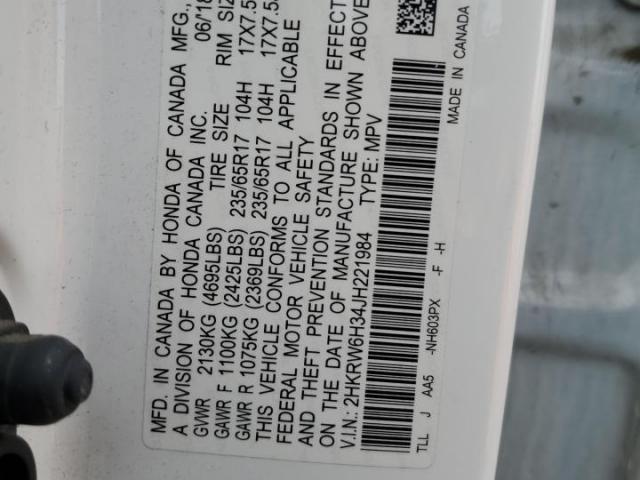 MFD. IN CANADA BY HONDA OF CANADA MFG.,
A DIVISION OF HONDA CANADA INC. 06/18
GVWR 2130KG (4695LBS) TIRE SIZE RIM SIZE
GAWR F 1100KG (2425LBS) 235/65R17 104H 17X7.5
GAWR R 1075KG (2369LBS) 235/65R17 104H 17X7.5
THIS VEHICLE CONFORMS TO ALL APPLICABLE
FEDERAL MOTOR VEHICLE SAFETY
AND THEFT PREVENTION STANDARDS IN EFFECT
ON THE DATE OF MANUFACTURE SHOWN ABOVE
V.I.N.: 2HKRW6H34JH221984 TYPE: MPV
TLL J AA5 -NH603PX -F -H
MADE IN CANADA